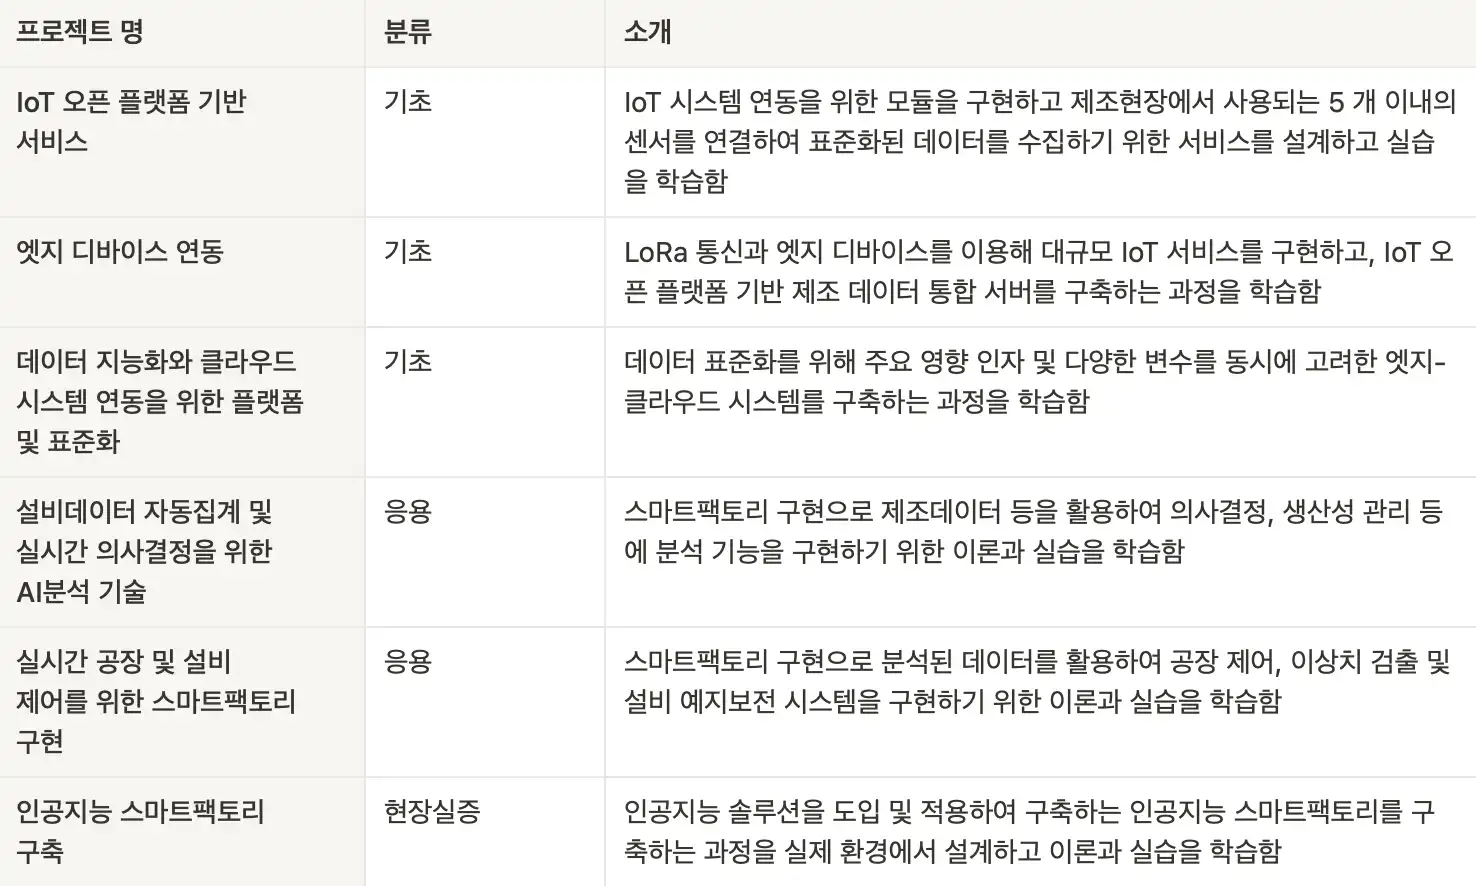 프로젝트 명
분류
소개
IoT 오픈 플랫폼 기반
서비스
기초
IoT 시스템 연동을 위한 모듈을 구현하고 제조현장에서 사용되는 5 개 이내의
센서를 연결하여 표준화된 데이터를 수집하기 위한 서비스를 설계하고 실습
을 학습함
엣지 디바이스 연동
기초
LoRa 통신과 엣지 디바이스를 이용해 대규모 IoT 서비스를 구현하고, IoT 오
픈 플랫폼 기반 제조 데이터 통합 서버를 구축하는 과정을 학습함
데이터 지능화와 클라우드
시스템 연동을 위한 플랫폼
및 표준화
기초
데이터 표준화를 위해 주요 영향 인자 및 다양한 변수를 동시에 고려한 엣지-
클라우드 시스템를 구축하는 과정을 학습함
설비데이터 자동집계 및
실시간 의사결정을 위한
AI분석 기술
응용
스마트팩토리 구현으로 제조데이터 등을 활용하여 의사결정, 생산성 관리 등
에 분석 기능을 구현하기 위한 이론과 실습을 학습함
실시간 공장 및 설비
제어를 위한 스마트팩토리
구현
응용
스마트팩토리 구현으로 분석된 데이터를 활용하여 공장 제어, 이상치 검출 및
설비 예지보전 시스템을 구현하기 위한 이론과 실습을 학습함
인공지능 스마트팩토리
구축
현장실증
인공지능 솔루션을 도입 및 적용하여 구축하는 인공지능 스마트팩토리를 구
축하는 과정을 실제 환경에서 설계하고 이론과 실습을 학습함